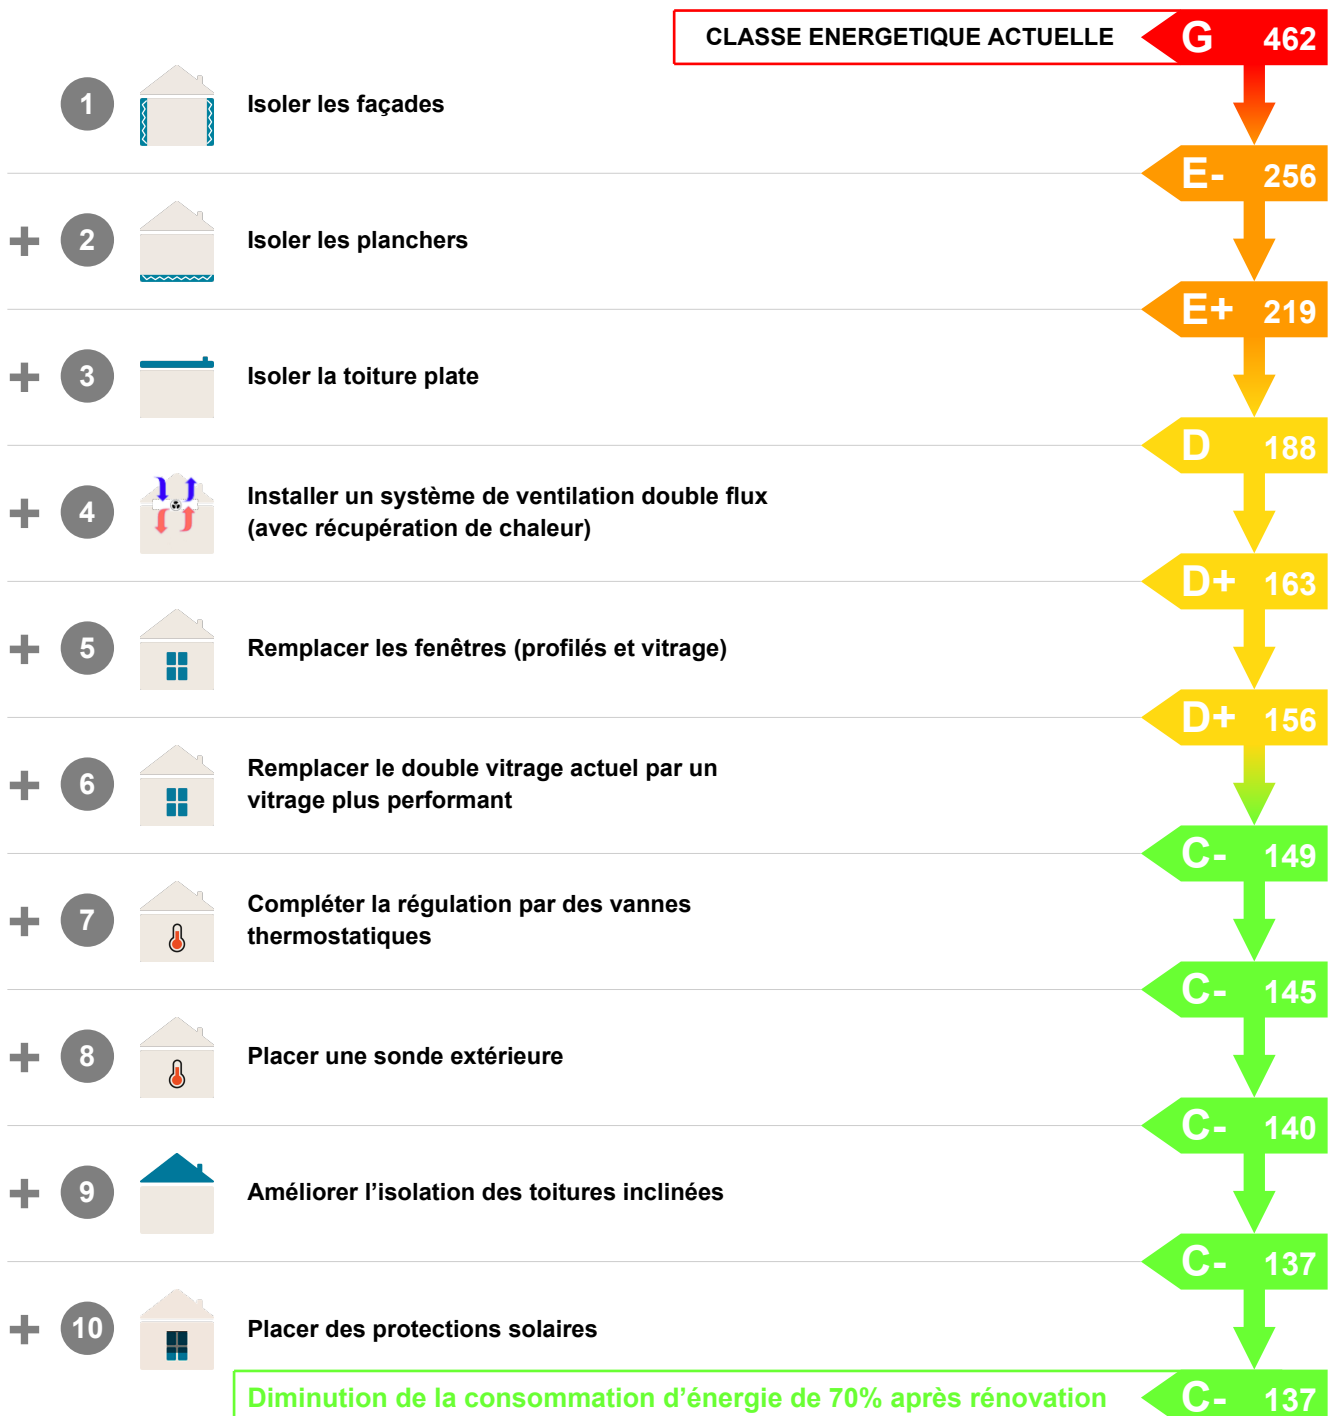 CLASSE ENERGETIQUE ACTUELLE G 462
1 Isoler les façades
E- 256
+ 2 Isoler les planchers
E+ 219
+ 3 Isoler la toiture plate
D 188
+ 4 Installer un système de ventilation double flux
(avec récupération de chaleur)
D+ 163
+ 5 Remplacer les fenêtres (profilés et vitrage)
D+ 156
+ 6 Remplacer le double vitrage actuel par un
vitrage plus performant
C- 149
+ 7 Compléter la régulation par des vannes
thermostatiques
C- 145
+ 8 Placer une sonde extérieure
C- 140
+ 9 Améliorer l’isolation des toitures inclinées
C- 137
+ 10 Placer des protections solaires
Diminution de la consommation d’énergie de 70% après rénovation C- 137